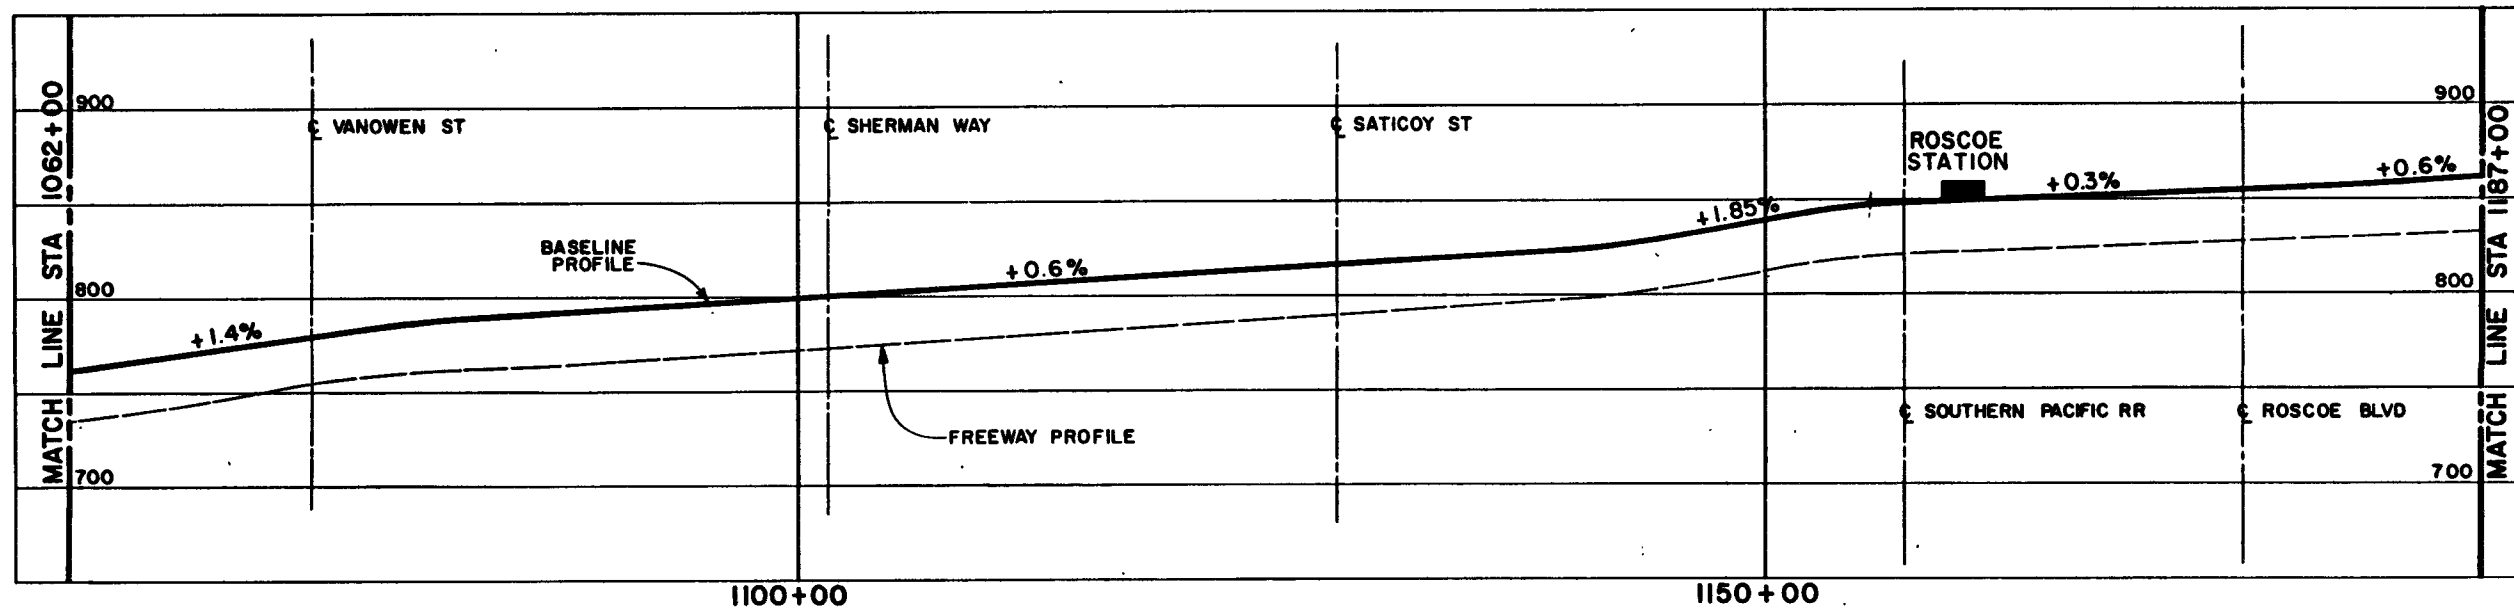 MATCH LINE STA 1062+00
900
℄ VANOWEN ST
℄ SHERMAN WAY
℄ SATICOY ST
900
ROSCOE
STATION
+0.3%
+0.6%
+1.85%
BASELINE
PROFILE
+0.6%
800
800
+1.4%
℄ SOUTHERN PACIFIC RR
℄ ROSCOE BLVD
FREEWAY PROFILE
700
700
MATCH LINE STA 1187+00
1100+00
1150+00